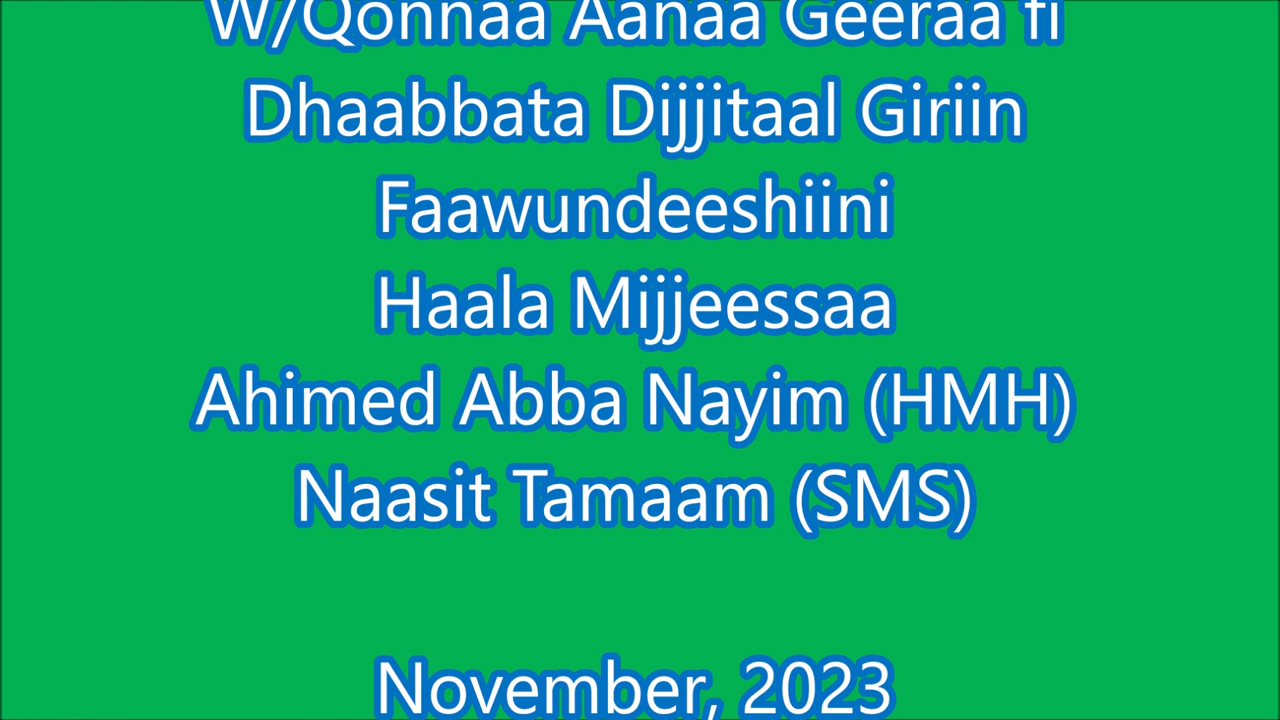 W/Qonnaa Aanaa Geeraa fi
Dhaabbata Dijjitaal Giriin
Faawundeeshiini
Haala Mijjeessaa
Ahimed Abba Nayim (HMH)
Naasit Tamaam (SMS)
November, 2023